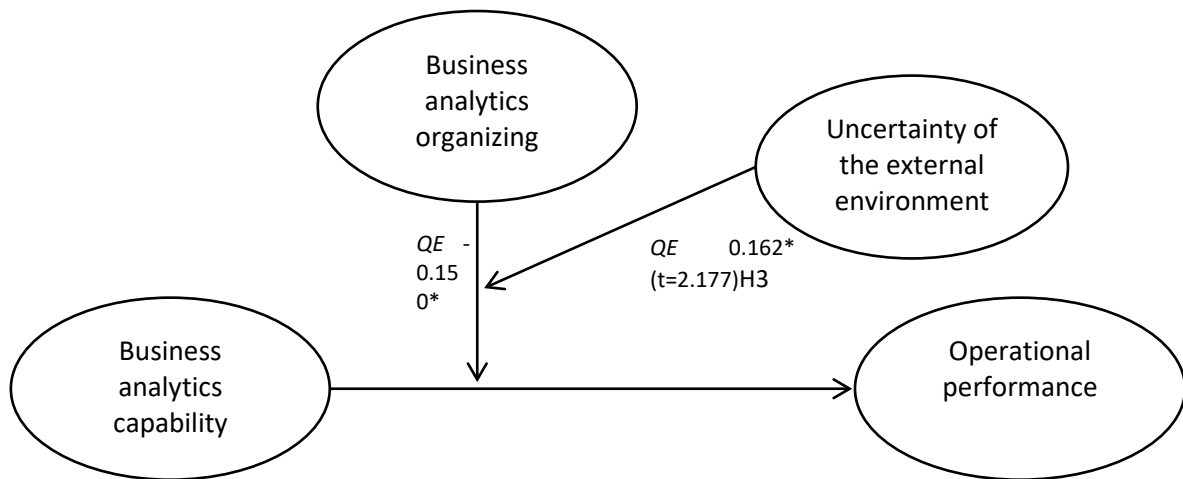 Business
analytics
organizing
Uncertainty of
the external
environment
QE -
0.15
0*
QE 0.162*
(t=2.177)H3
Business
analytics
capability
Operational
performance